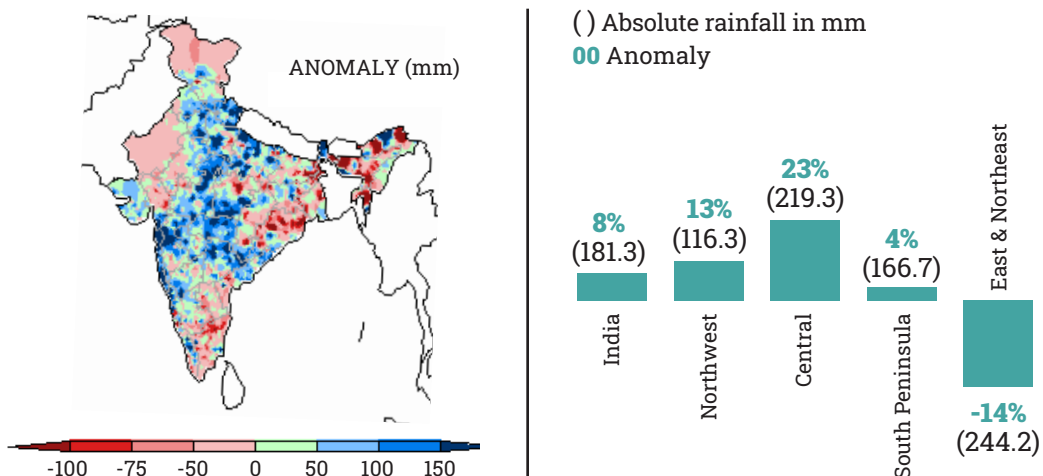 ANOMALY (mm)
-100 -75 -50 0 50 100 150
( ) Absolute rainfall in mm
00 Anomaly
8%
(181.3)
India
13%
(116.3)
Northwest
23%
(219.3)
Central
4%
(166.7)
South Peninsula
East & Northeast
-14%
(244.2)